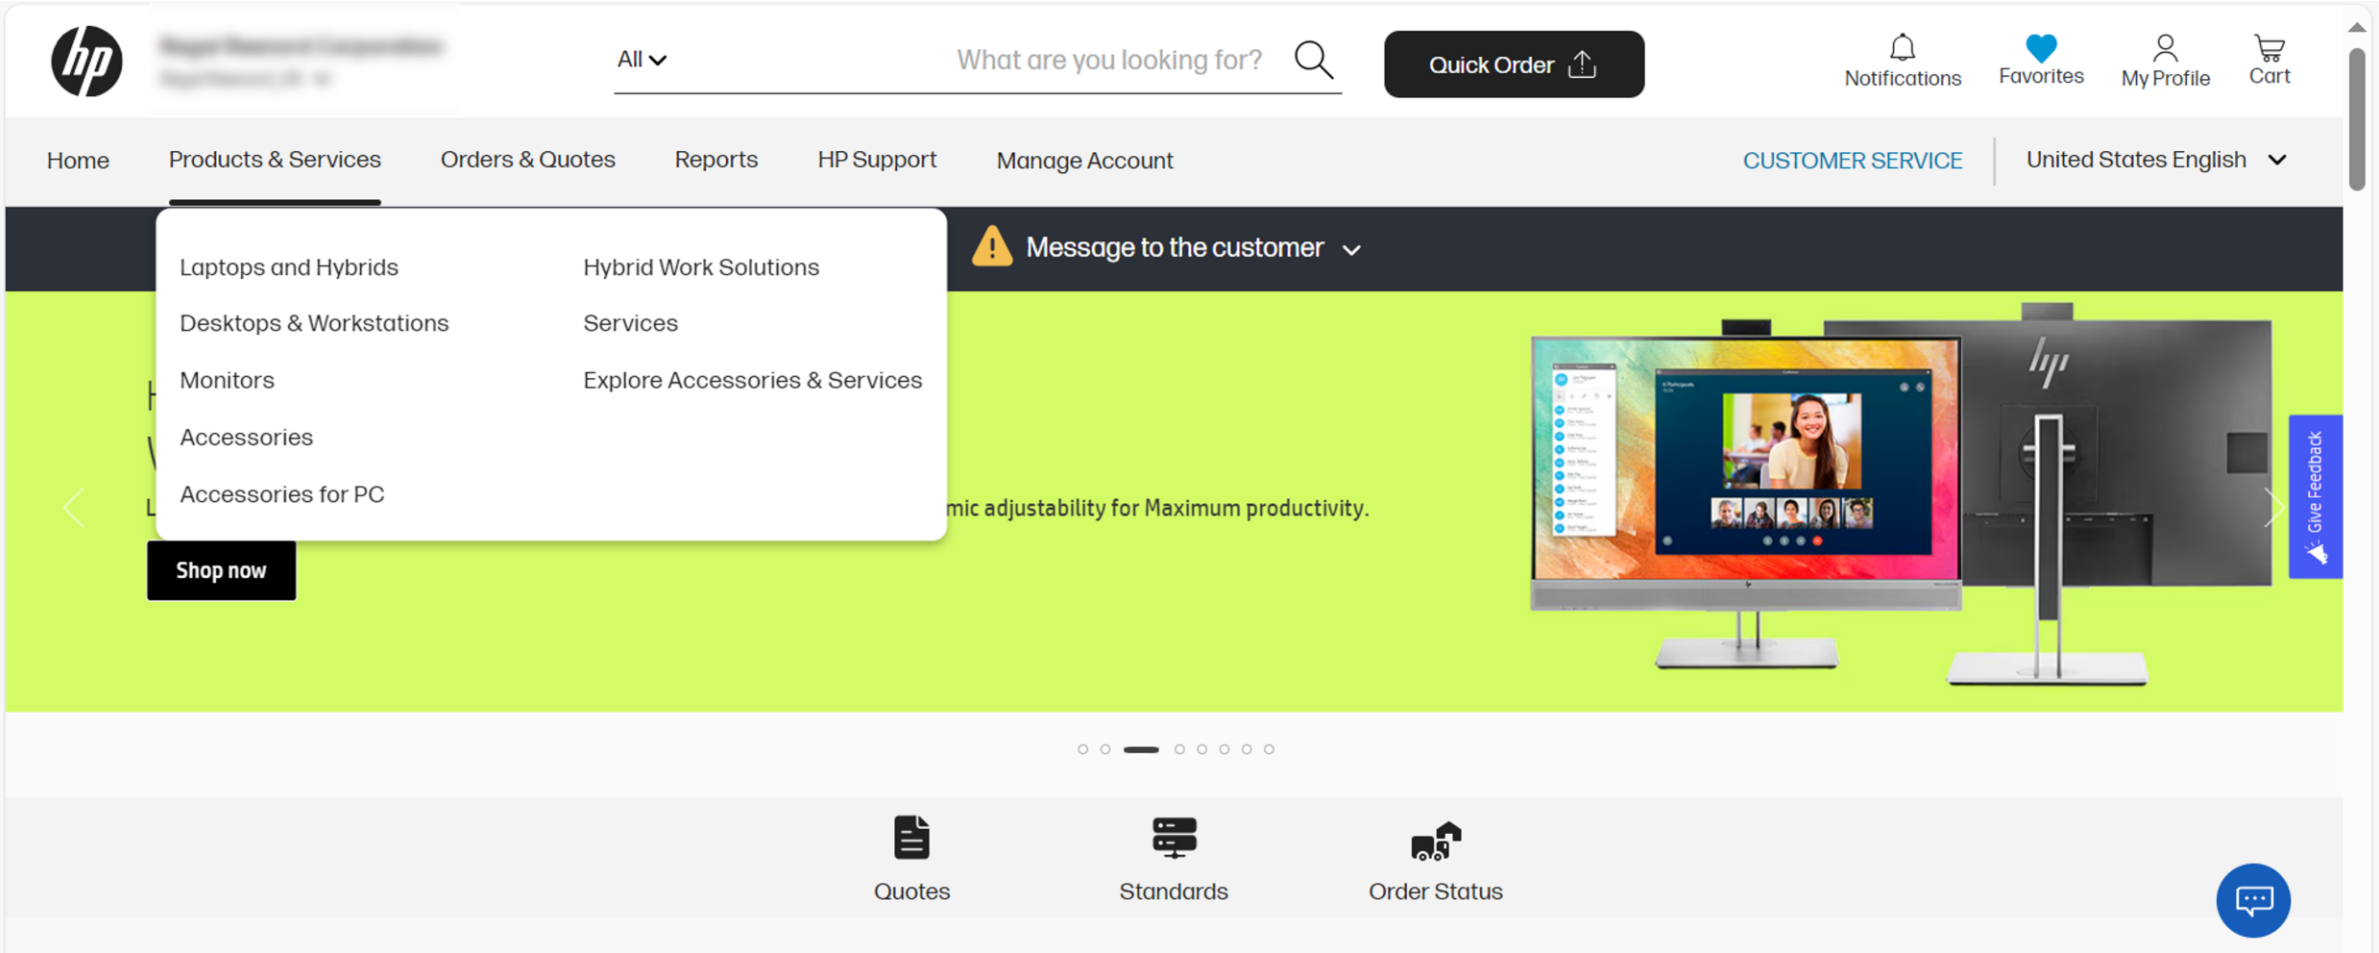 hp
All
What are you looking for?
Quick Order
Notifications
Favorites
My Profile
Cart
Home
Products & Services
Orders & Quotes
Reports
HP Support
Manage Account
CUSTOMER SERVICE
United States English
Message to the customer
Laptops and Hybrids
Desktops & Workstations
Monitors
Accessories
Accessories for PC
Hybrid Work Solutions
Services
Explore Accessories & Services
mic adjustability for Maximum productivity.
Shop now
hp
Give Feedback
Quotes
Standards
Order Status